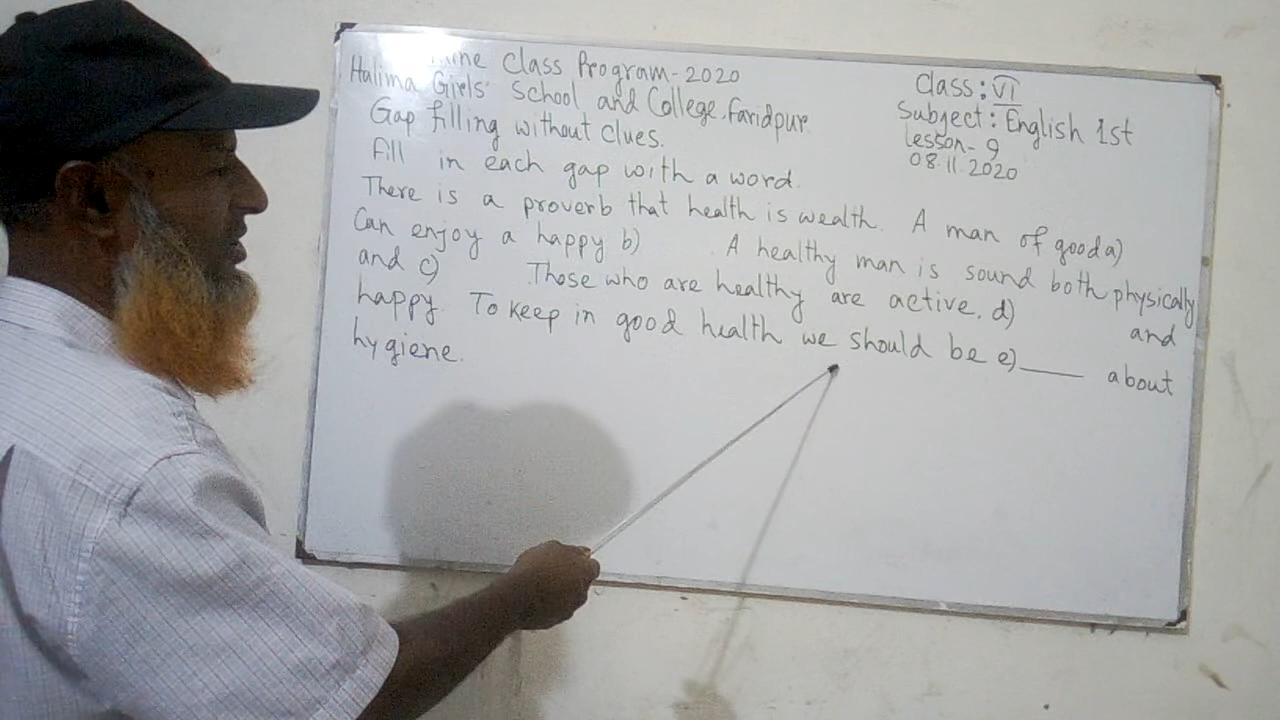 Class Program-2020
Halima Girls' School and College, Faridpur
Gap filling without clues.
Fill in each gap with a word.
There is a proverb that health is wealth. A man of good a)
Can enjoy a happy b) A healthy man is sound both physically
and c) Those who are healthy are active, d) and
happy. To keep in good health we should be e)____ about
hygiene.
Class: VI
Subject: English 1st
Lesson-9
08.11.2020